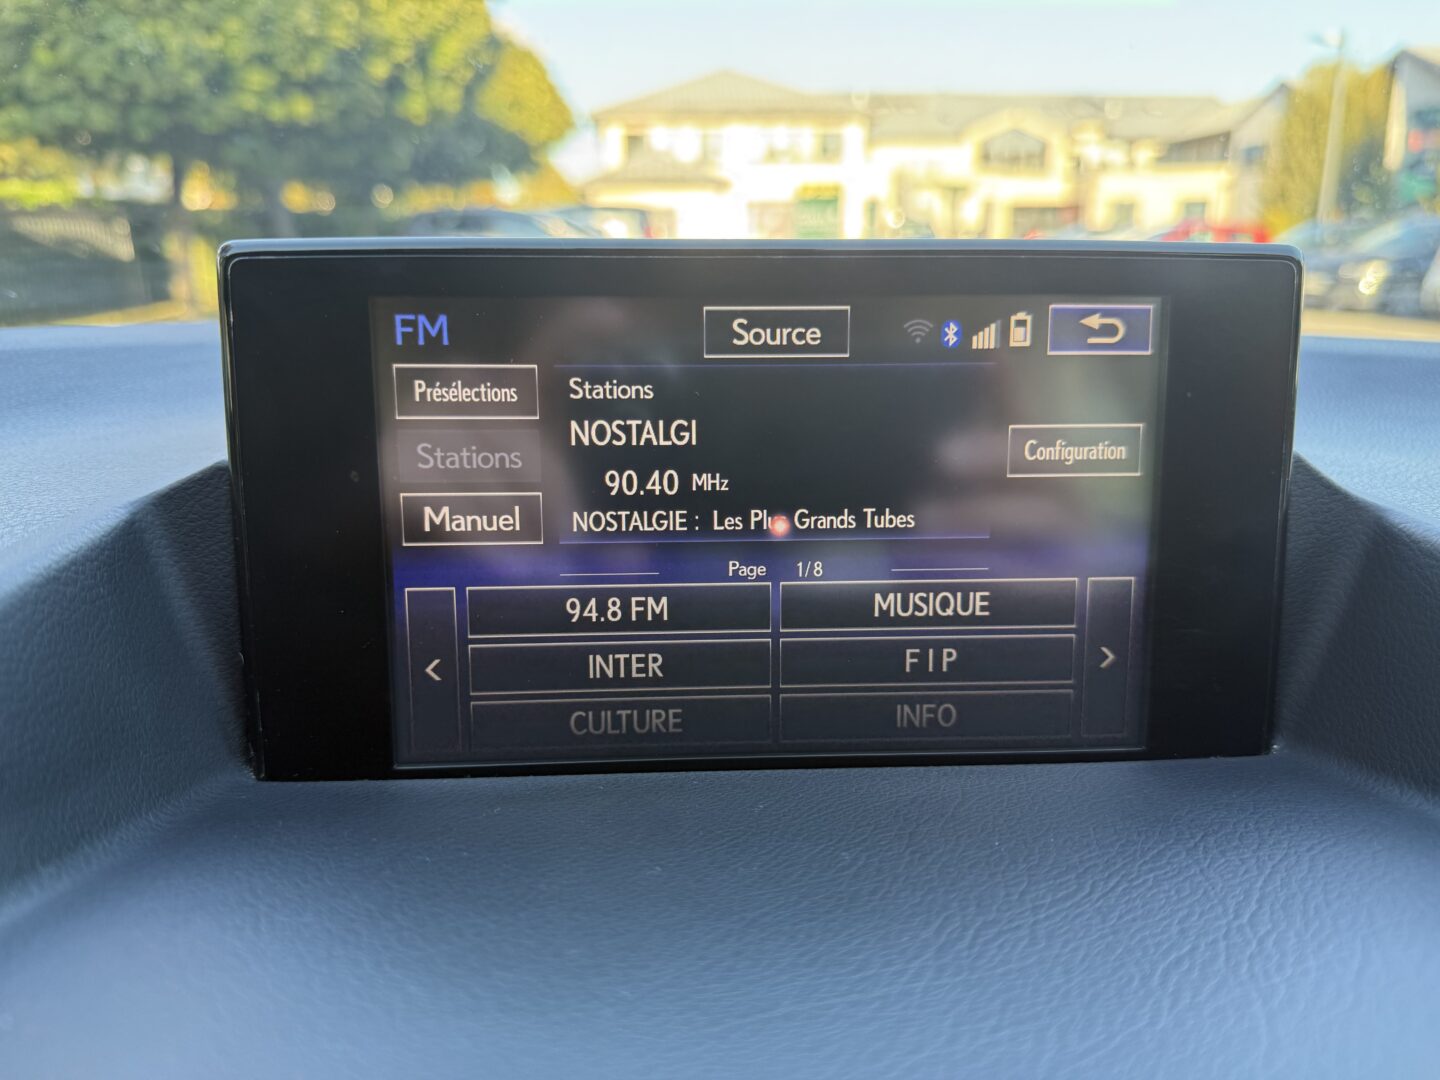 FM
Source
Présélections
Stations
Manuel
Stations
NOSTALGI
90.40 MHz
NOSTALGIE : Les Plus Grands Tubes
Configuration
Page 1/8
94.8 FM
MUSIQUE
<
INTER
F I P
>
CULTURE
INFO